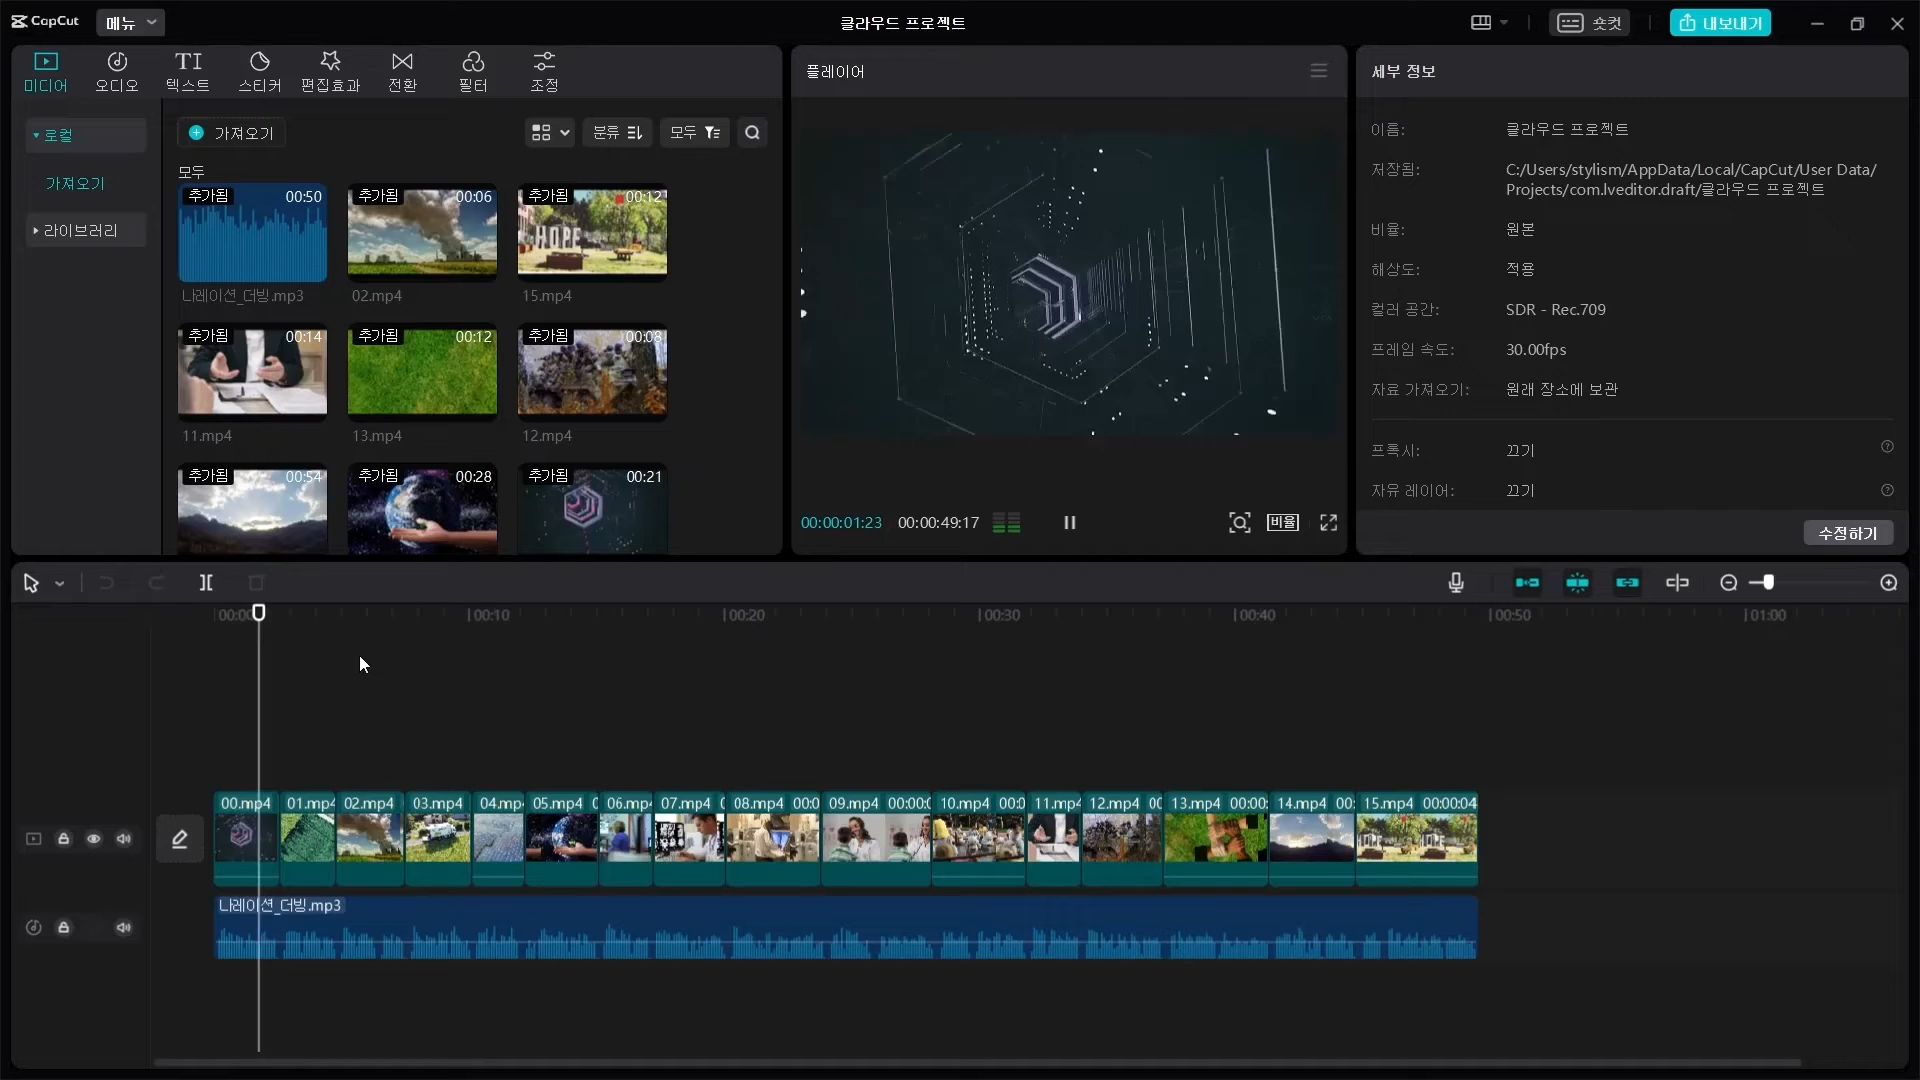 CapCut
메뉴
클라우드 프로젝트
숏컷
내보내기
미디어
오디오
텍스트
스티커
편집효과
전환
필터
조정
로컬
가져오기
라이브러리
가져오기
분류
모두
모두
추가됨 00:50
나레이션_더빙.mp3
추가됨 00:06
02.mp4
추가됨 00:12
HOPE
15.mp4
추가됨 00:14
11.mp4
추가됨 00:12
13.mp4
추가됨 00:08
12.mp4
추가됨 00:54
추가됨 00:28
추가됨 00:21
플레이어
00:00:01:23 00:00:49:17
비율
세부 정보
이름: 클라우드 프로젝트
저장됨: C:/Users/stylism/AppData/Local/CapCut/User Data/
Projects/com.lveditor.draft/클라우드 프로젝트
비율: 원본
해상도: 적용
컬러 공간: SDR - Rec.709
프레임 속도: 30.00fps
자료 가져오기: 원래 장소에 보관
프록시: 끄기
자유 레이어: 끄기
수정하기
00:00 00:10 00:20 00:30 00:40 00:50 01:00
00.mp4 01.mp4 02.mp4 03.mp4 04.mp 05.mp4 06.mp 07.mp4 08.mp4 00:0 09.mp4 00:00:0 10.mp4 00:0 11.mp4 12.mp4 00 13.mp4 00:00: 14.mp4 00: 15.mp4 00:00:04
나레이션_더빙.mp3